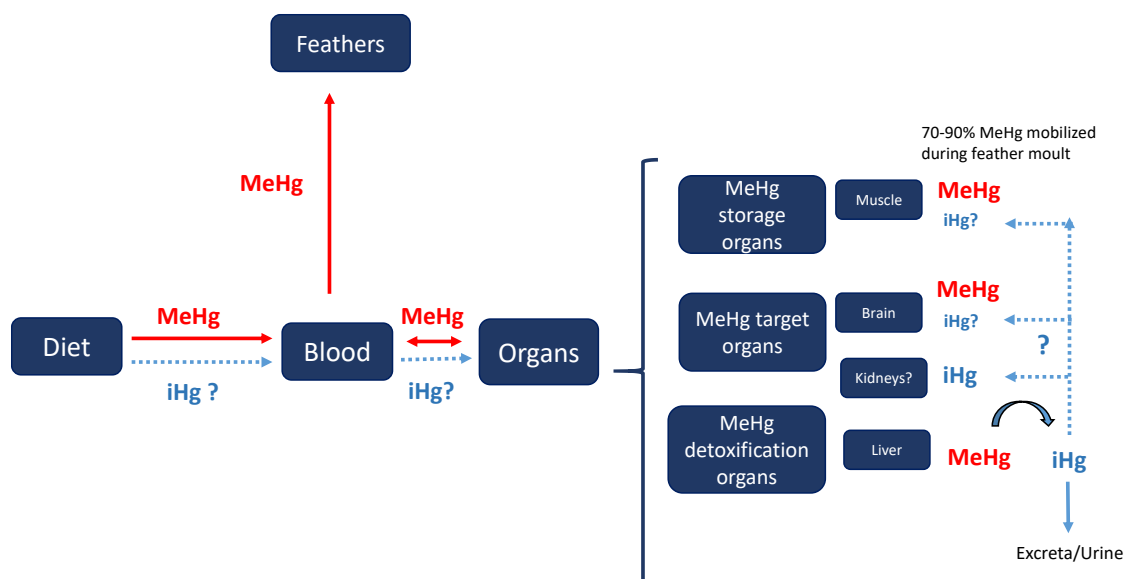 Feathers
MeHg
Diet
MeHg
iHg ?
Blood
MeHg
iHg?
Organs
70-90% MeHg mobilized
during feather moult
MeHg
storage
organs
Muscle
MeHg
iHg?
MeHg target
organs
Brain
MeHg
iHg?
?
Kidneys?
iHg
MeHg
detoxification
organs
Liver
MeHg
iHg
Excreta/Urine